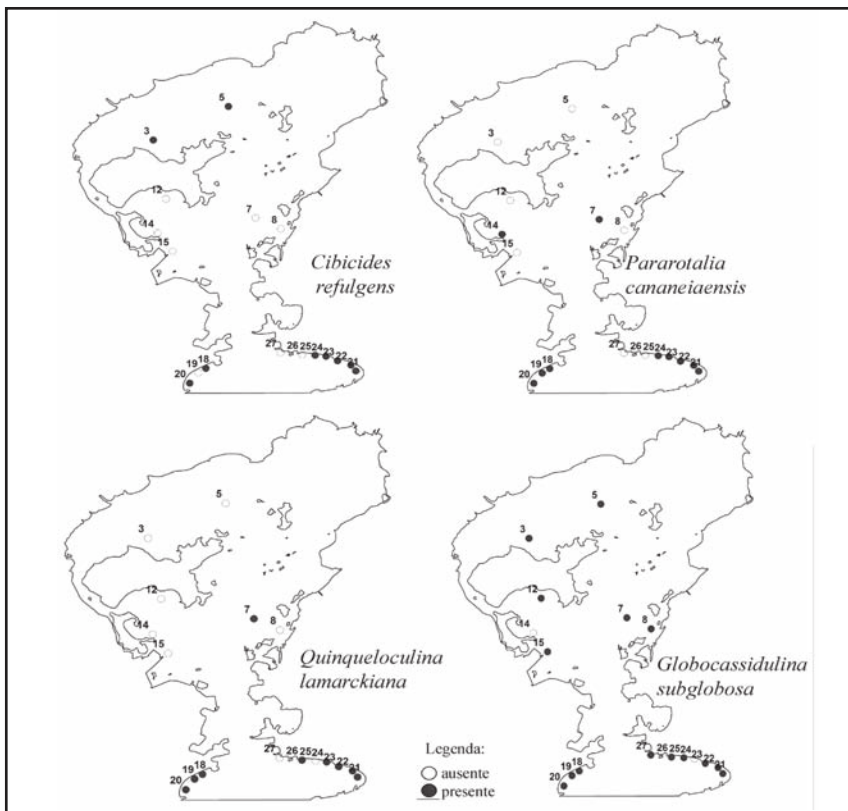 5
3
12
7
8
14
15
Cibicides
refulgens
27 26 25 24 23 22 21
19 18
20
5
3
12
7
8
14
15
Pararotalia
cananeiaensis
27 26 25 24 23 22 21
19 18
20
5
3
12
7
8
14
15
Quinqueloculina
lamarckiana
27 26 25 24 23 22 21
19 18
20
5
3
12
7
8
14
15
Globocassidulina
subglobosa
27 26 25 24 23 22 21
19 18
20
Legenda:
ausente
presente